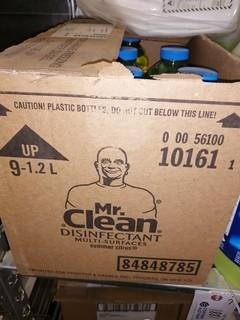 CAUTION! PLASTIC BOTTLES, DO NOT CUT BELOW THIS LINE!
UP
9-1.2 L
0 00 56100
10161 1
Mr.
Clean
DISINFECTANT
MULTI-SURFACES
summer citrus
84848785